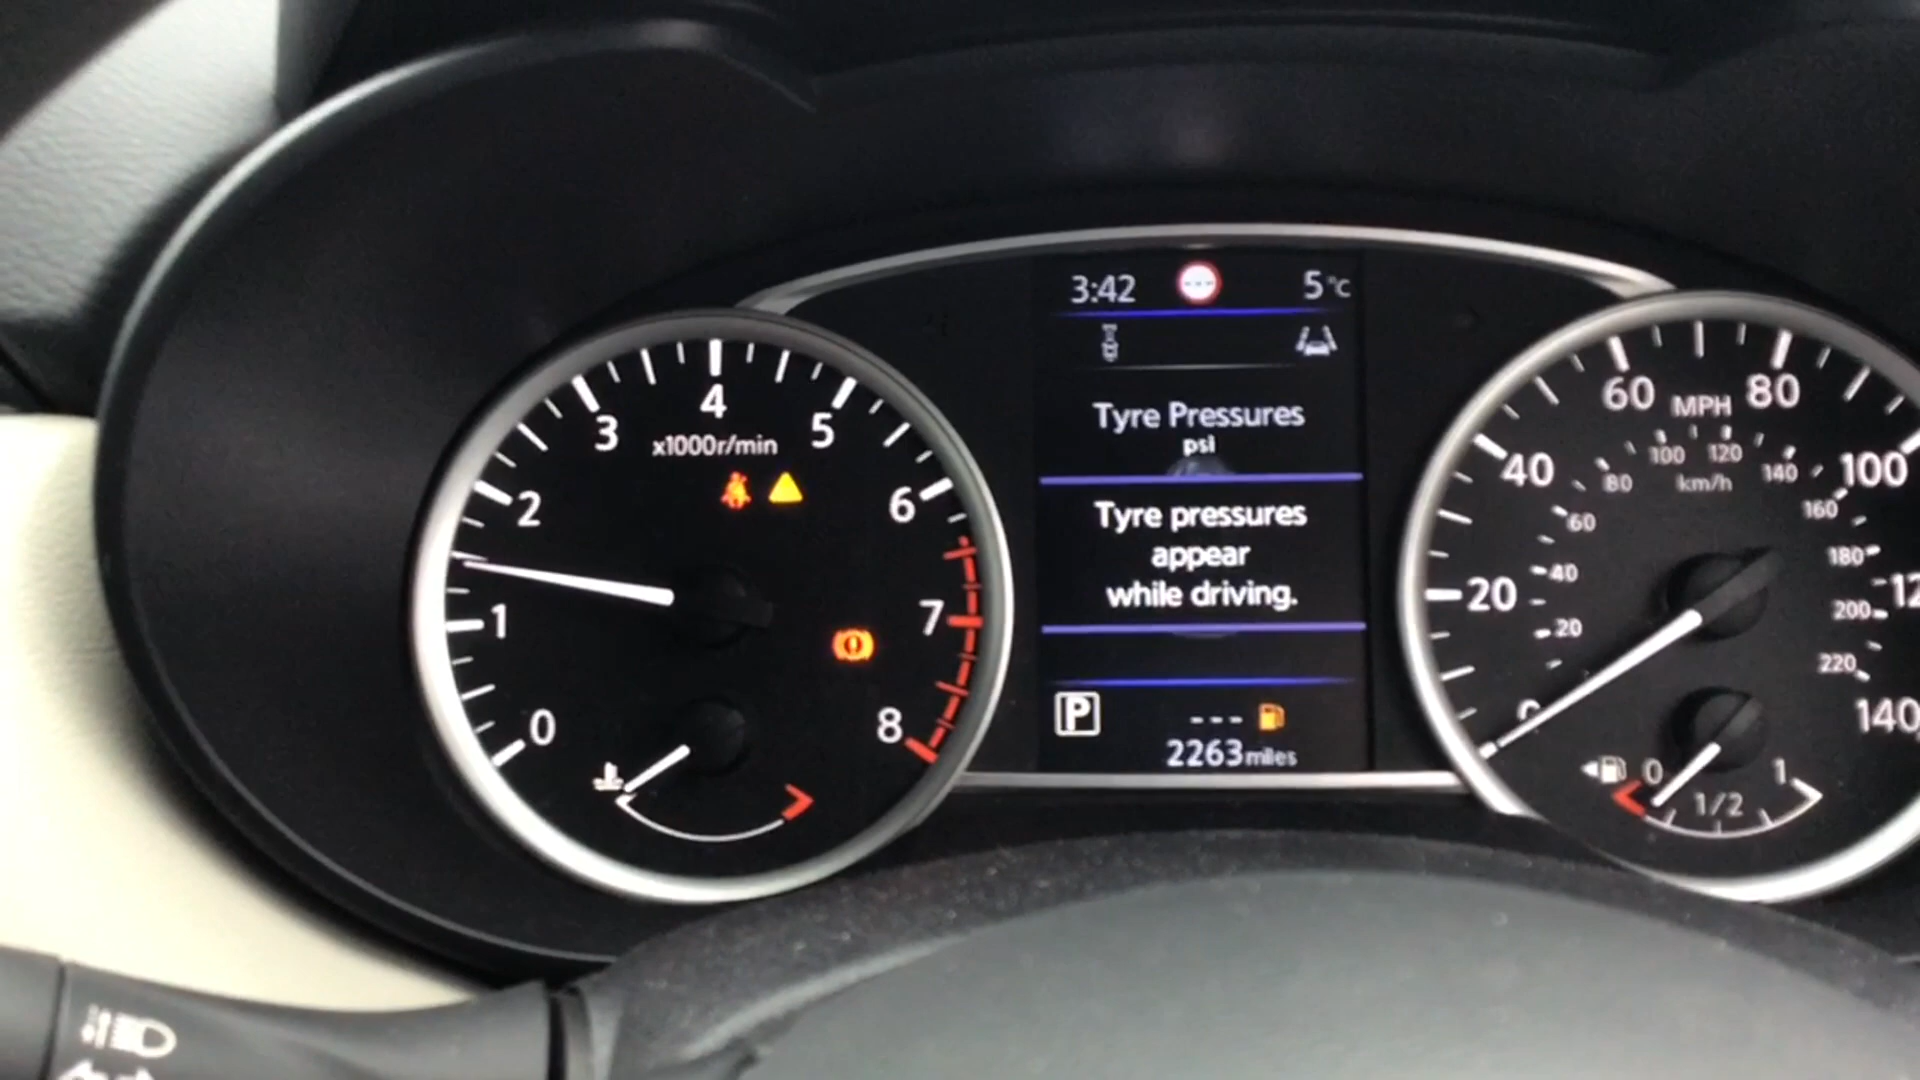 3:42 5°C
Tyre Pressures
psi
Tyre pressures
appear
while driving.
P ---
2263 miles
0 1 2 3 4 5 6 7 8
x1000r/min
0 20 40 60 80 100 12 140
MPH
20 40 60 80 100 120 140 160 180 200 220
km/h
0 1/2 1